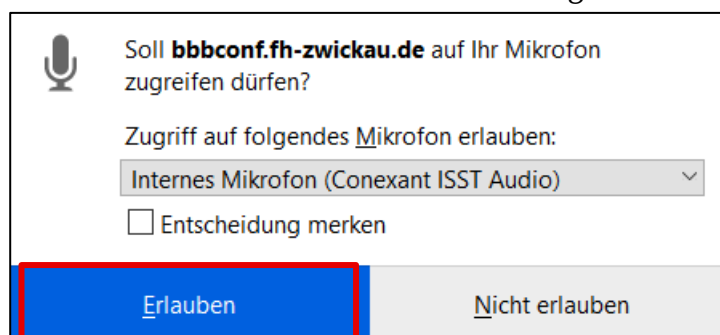 Soll bbbconf.fh-zwickau.de auf Ihr Mikrofon
zugreifen dürfen?
Zugriff auf folgendes Mikrofon erlauben:
Internes Mikrofon (Conexant ISST Audio)
Entscheidung merken
Erlauben
Nicht erlauben